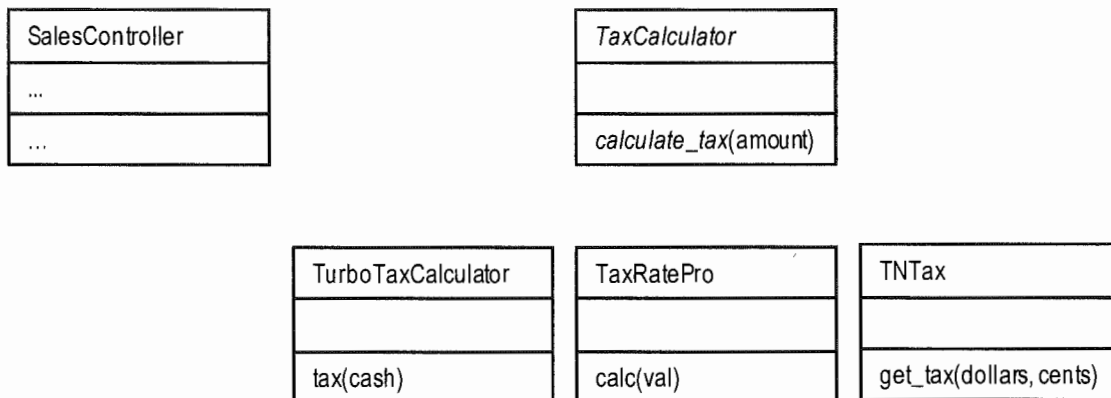 SalesController
...
...
TaxCalculator
calculate_tax(amount)
TurboTaxCalculator
tax(cash)
TaxRatePro
calc(val)
TNTax
get_tax(dollars, cents)